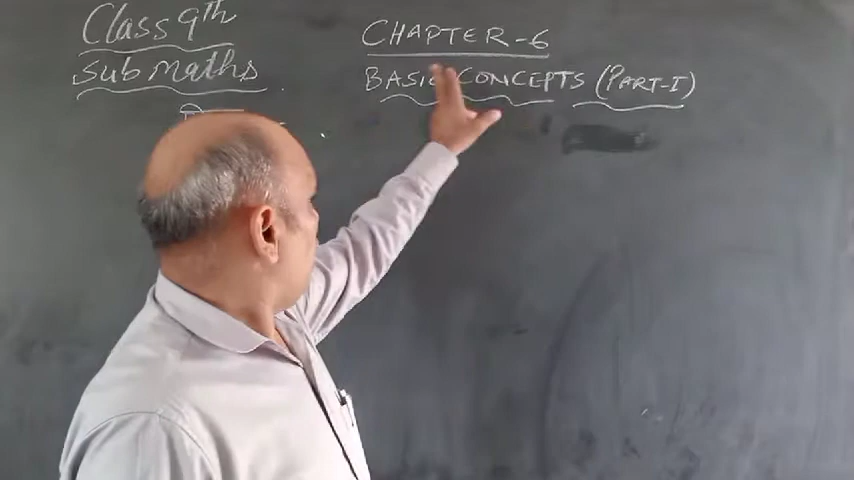 Class 9th
Sub Maths
CHAPTER-6
BASIC CONCEPTS (PART-I)